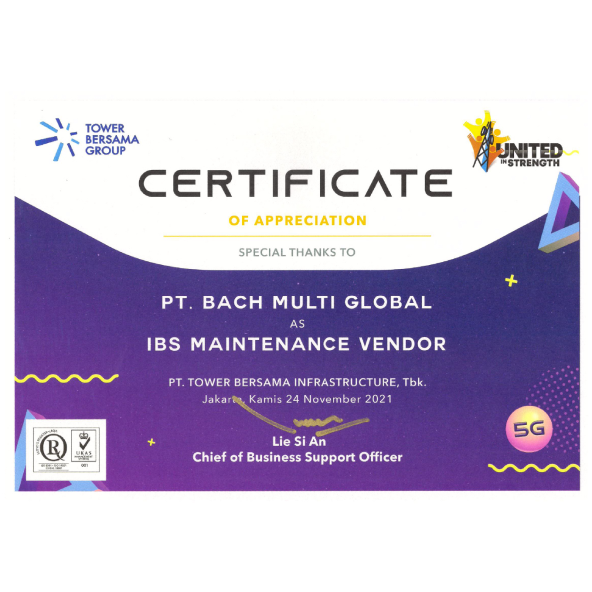 TOWER
BERSAMA
GROUP
UNITED
IN STRENGTH
CERTIFICATE
OF APPRECIATION
SPECIAL THANKS TO
PT. BACH MULTI GLOBAL
AS
IBS MAINTENANCE VENDOR
PT. TOWER BERSAMA INFRASTRUCTURE, Tbk.
Jakarta, Kamis 24 November 2021
Lie Si An
Chief of Business Support Officer
5G
R
UKAS
001